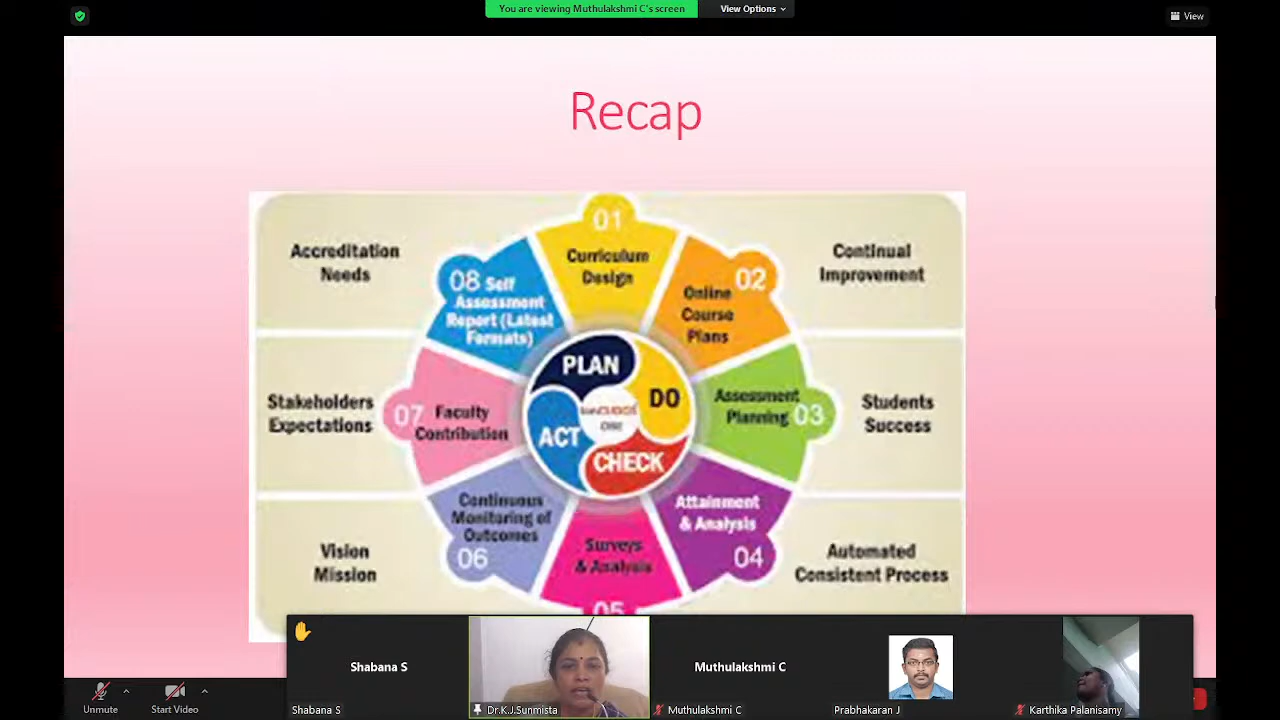 You are viewing Muthulakshmi C's screen
View Options
View
Recap
Accreditation
Needs
Stakeholders
Expectations
Vision
Mission
01
Curriculum
Design
02
Online
Course
Plans
Assessment
Planning 03
Attainment
& Analysis
04
Surveys
& Analysis
05
Continuous
Monitoring of
Outcomes
06
07 Faculty
Contribution
08 Self
Assessment
Report (Latest
Formats)
PLAN
DO
CHECK
ACT
Continual
Improvement
Students
Success
Automated
Consistent Process
Shabana S
Muthulakshmi C
Shabana S
Dr.K.J.Sunmista
Muthulakshmi C
Prabhakaran J
Karthika Palanisamy
Unmute
Start Video